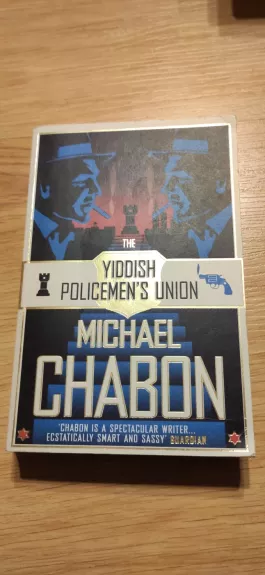 THE
YIDDISH
POLICEMEN'S UNION
MICHAEL
CHABON
'CHABON IS A SPECTACULAR WRITER...
ECSTATICALLY SMART AND SASSY' GUARDIAN